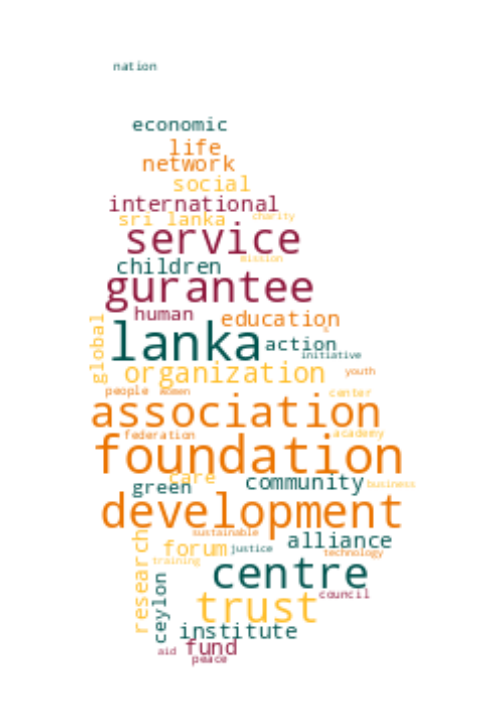 nation
economic
life
network
social
international
sri lanka charity
service
mission
children
gurantee
human
education
global
lanka
action
initiative
organization
youth
people women
center
association
federation
academy
foundation
care
community
business
green
development
sustainable
alliance
research
forum
justice
technology
training
centre
ceylon
council
trust
institute
fund
aid
peace